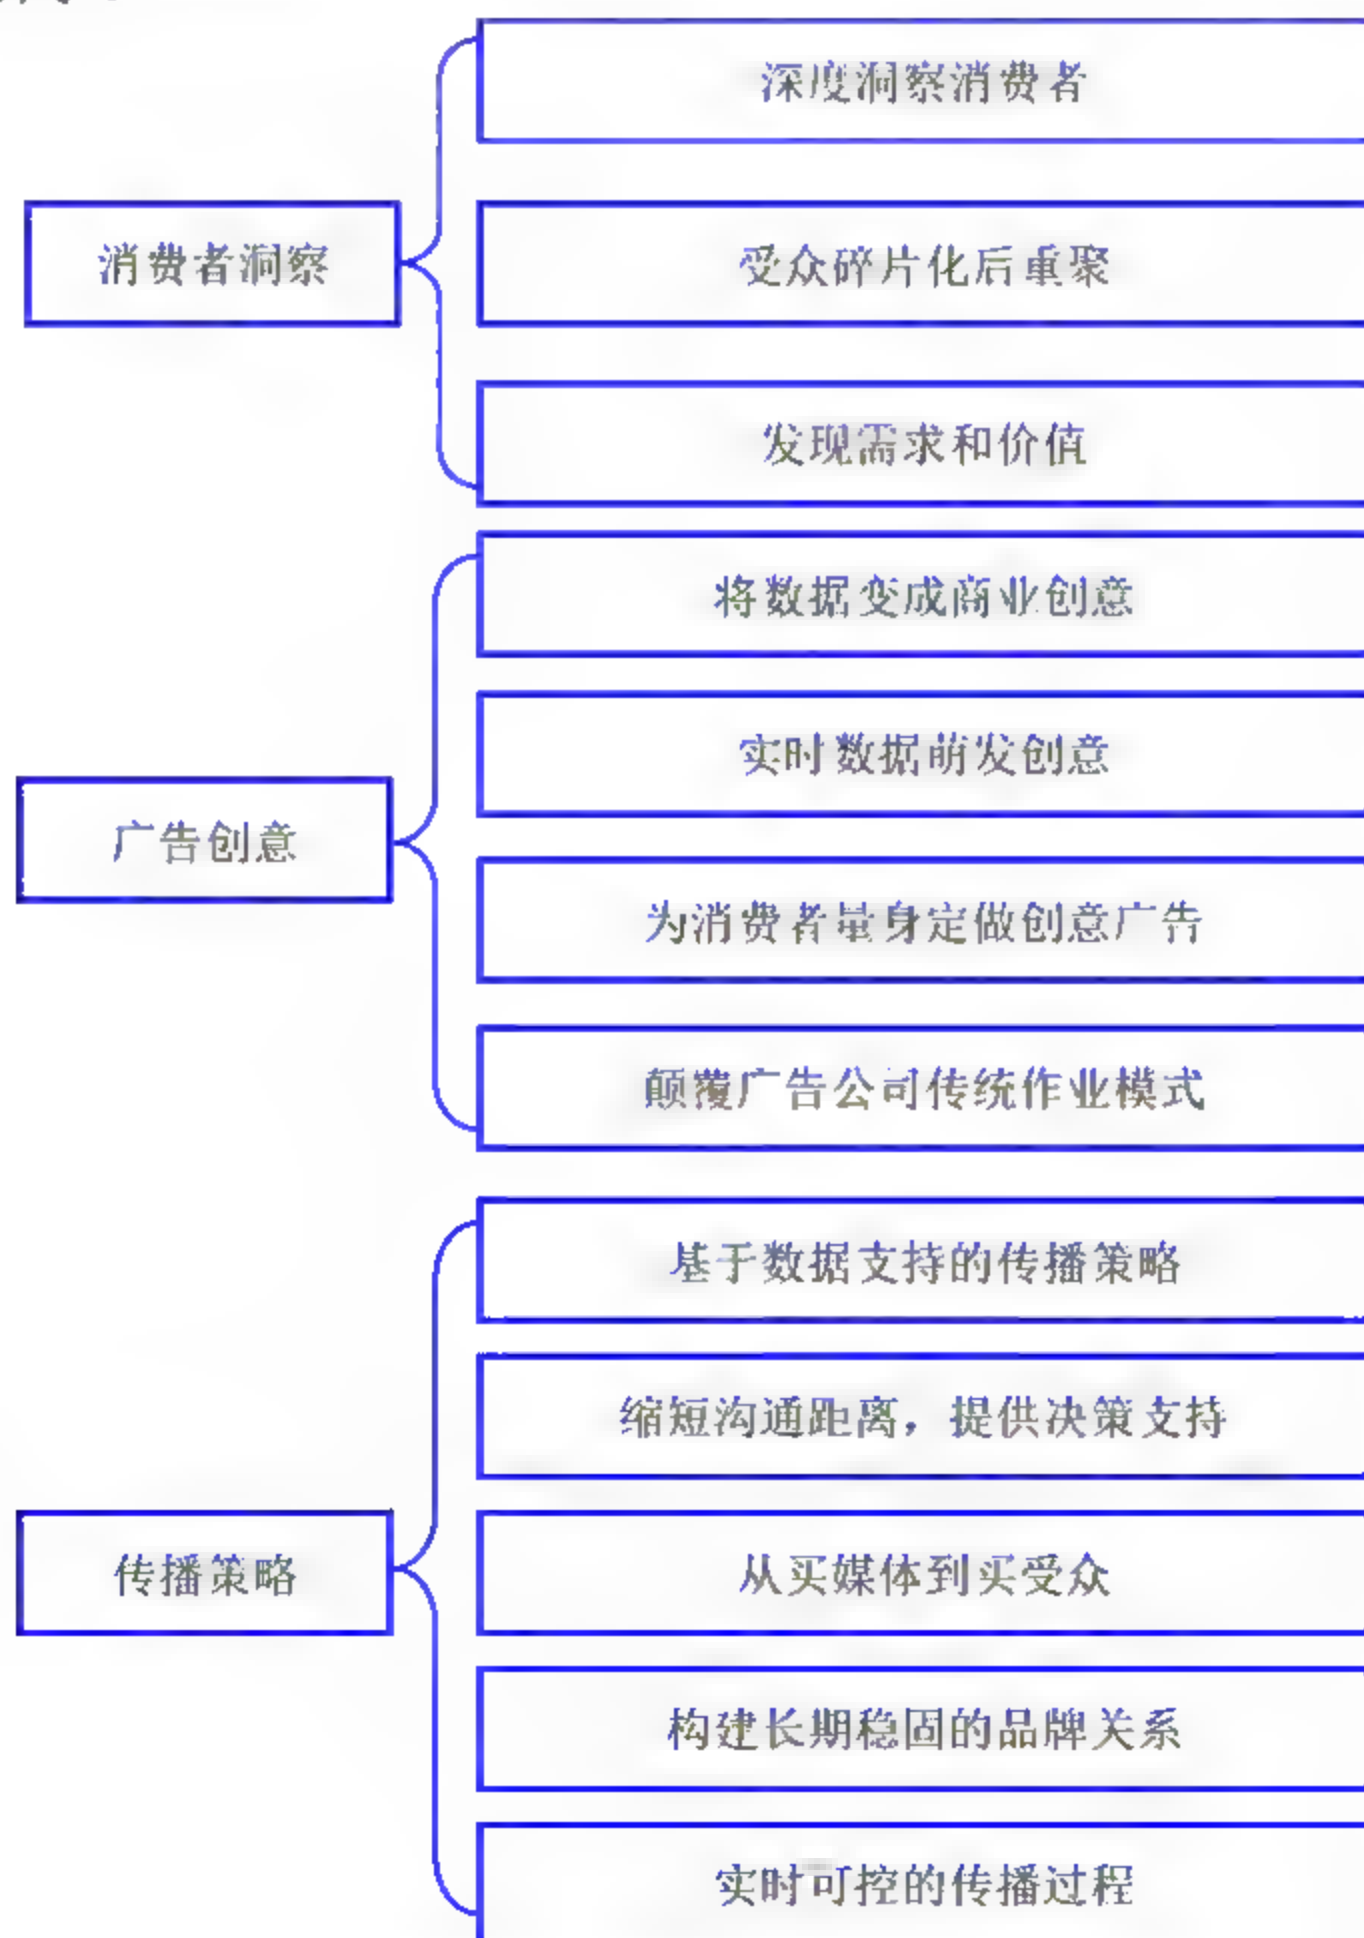 消费者洞察
深度洞察消费者
受众碎片化后重聚
发现需求和价值
广告创意
将数据变成商业创意
实时数据萌发创意
为消费者量身定做创意广告
颠覆广告公司传统作业模式
传播策略
基于数据支持的传播策略
缩短沟通距离，提供决策支持
从买媒体到买受众
构建长期稳固的品牌关系
实时可控的传播过程